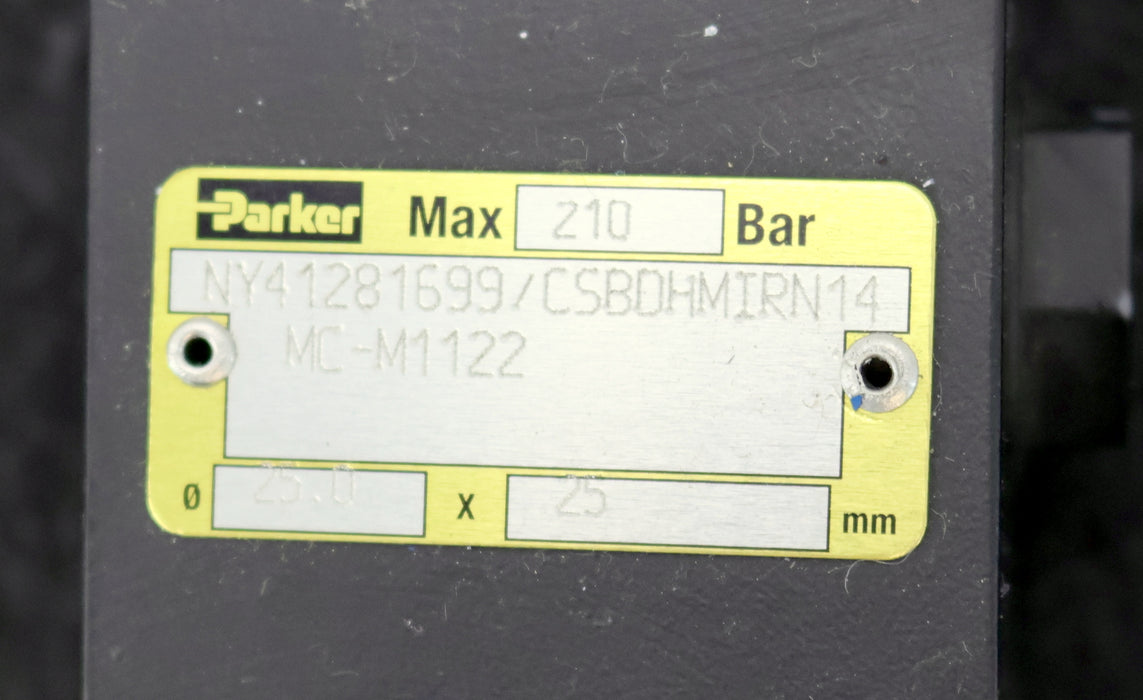 Parker Max 210 Bar
NY41281699/CSBDHMIRN14
MC-M1122
Ø 25.0 X 25 mm